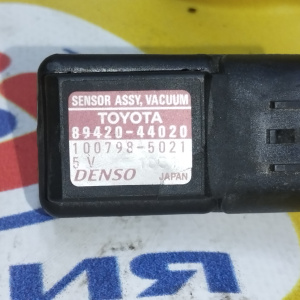 SENSOR ASSY, VACUUM
TOYOTA
89420-44020
100798-5021
5 V
DENSO JAPAN